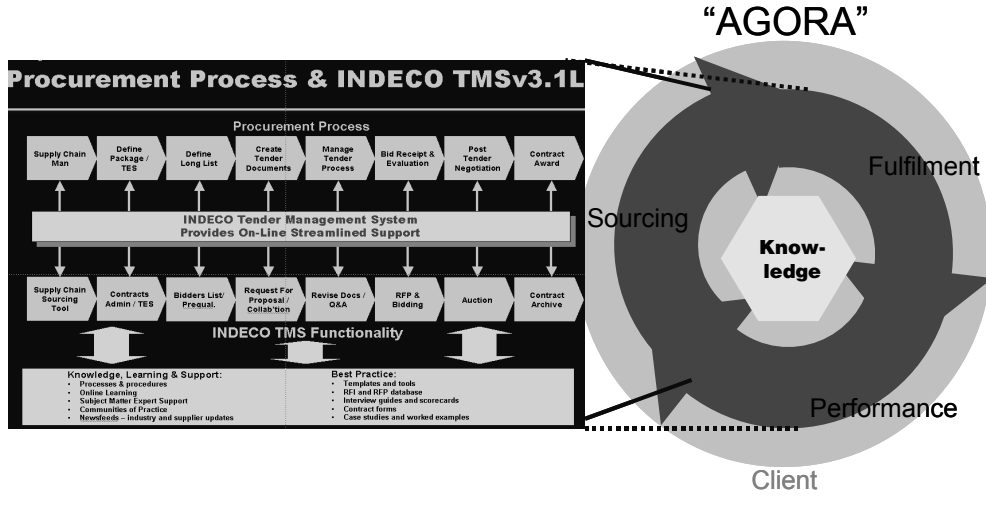 “AGORA”
Procurement Process & INDECO TMSv3.1L
Procurement Process
Supply Chain
Man
Define
Package /
TES
Define
Long List
Create
Tender
Documents
Manage
Tender
Process
Bid Receipt &
Evaluation
Post
Tender
Negotiation
Contract
Award
INDECO Tender Management System
Provides On-Line Streamlined Support
Supply Chain
Sourcing
Tool
Contracts
Admin / TES
Bidders List/
Prequal.
Request For
Proposal /
Collab'tion
Revise Docs /
Q&A
RFP &
Bidding
Auction
Contract
Archive
INDECO TMS Functionality
Knowledge, Learning & Support:
• Processes & procedures
• Online Learning
• Subject Matter Expert Support
• Communities of Practice
• Newsfeeds – industry and supplier updates
Best Practice:
• Templates and tools
• RFI and RFP database
• Interview guides and scorecards
• Contract forms
• Case studies and worked examples
Sourcing
Fulfilment
Know-
ledge
Performance
Client